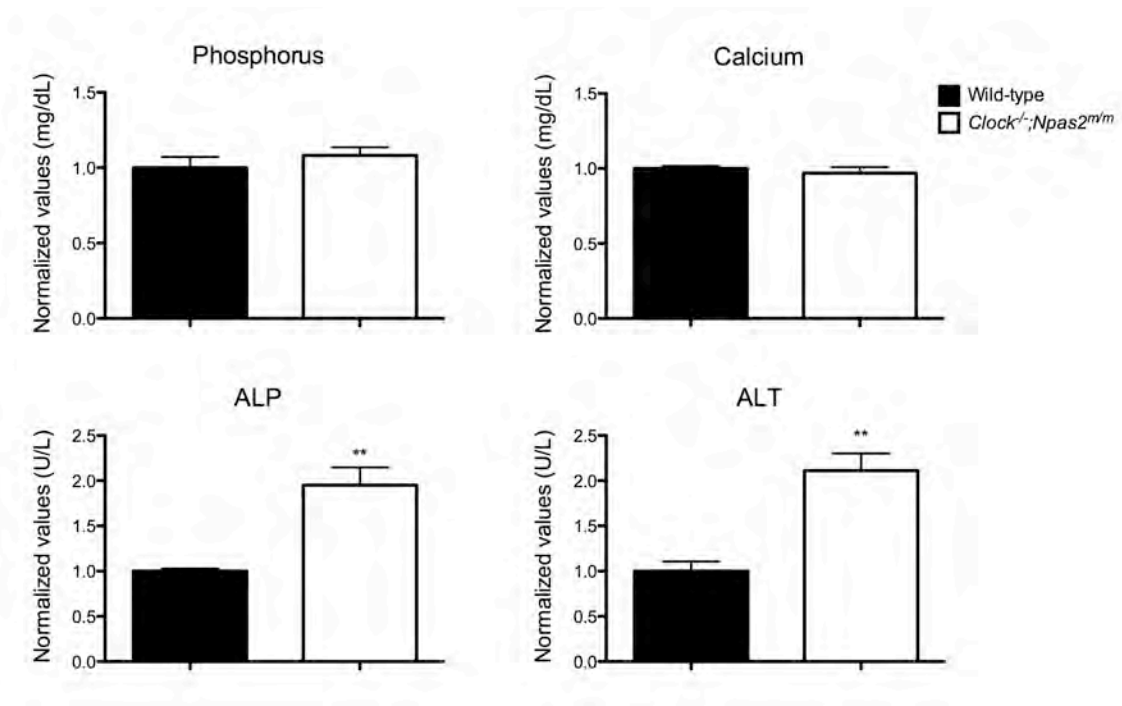 Phosphorus
Normalized values (mg/dL)
1.5
1.0
0.5
0.0
Calcium
Normalized values (mg/dL)
1.5
1.0
0.5
0.0
Wild-type
Clock-/-;Npas2m/m
ALP
Normalized values (U/L)
2.5
2.0
1.5
1.0
0.5
0.0
**
ALT
Normalized values (U/L)
2.5
2.0
1.5
1.0
0.5
0.0
**